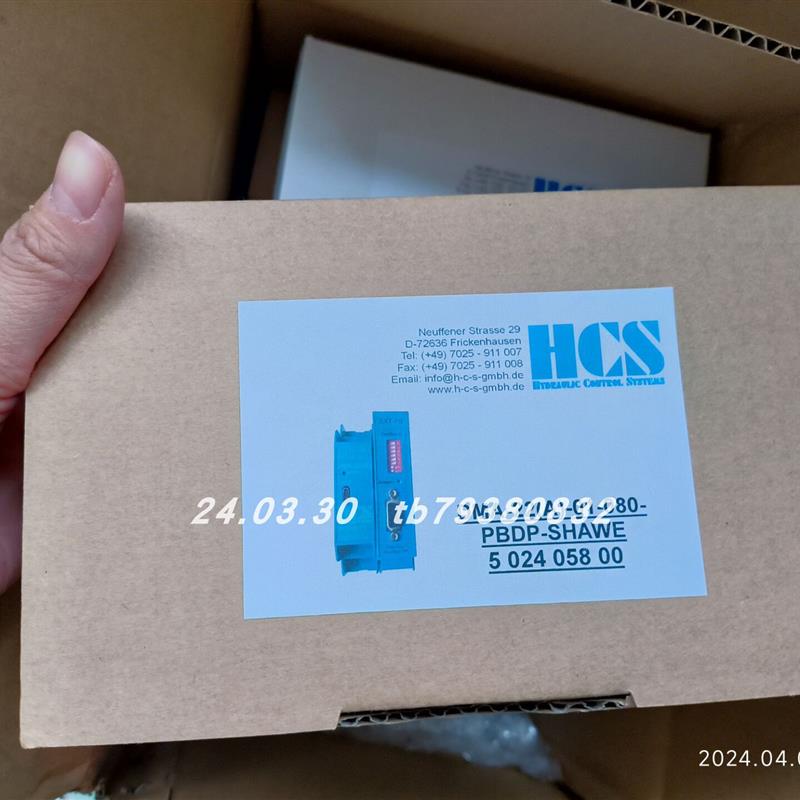 HCS
Neuffener Strasse 29
D-72636 Frickenhausen
Tel: (+49) 7025 - 911 007
Fax: (+49) 7025 - 911 008
Email: info@h-c-s-gmbh.de
www.h-c-s-gmbh.de
HCS
HYDRAULIC CONTROL SYSTEMS
24.03.30 tb79380832
PBDP-SHAWE
5 024 058 00
2024.04.0